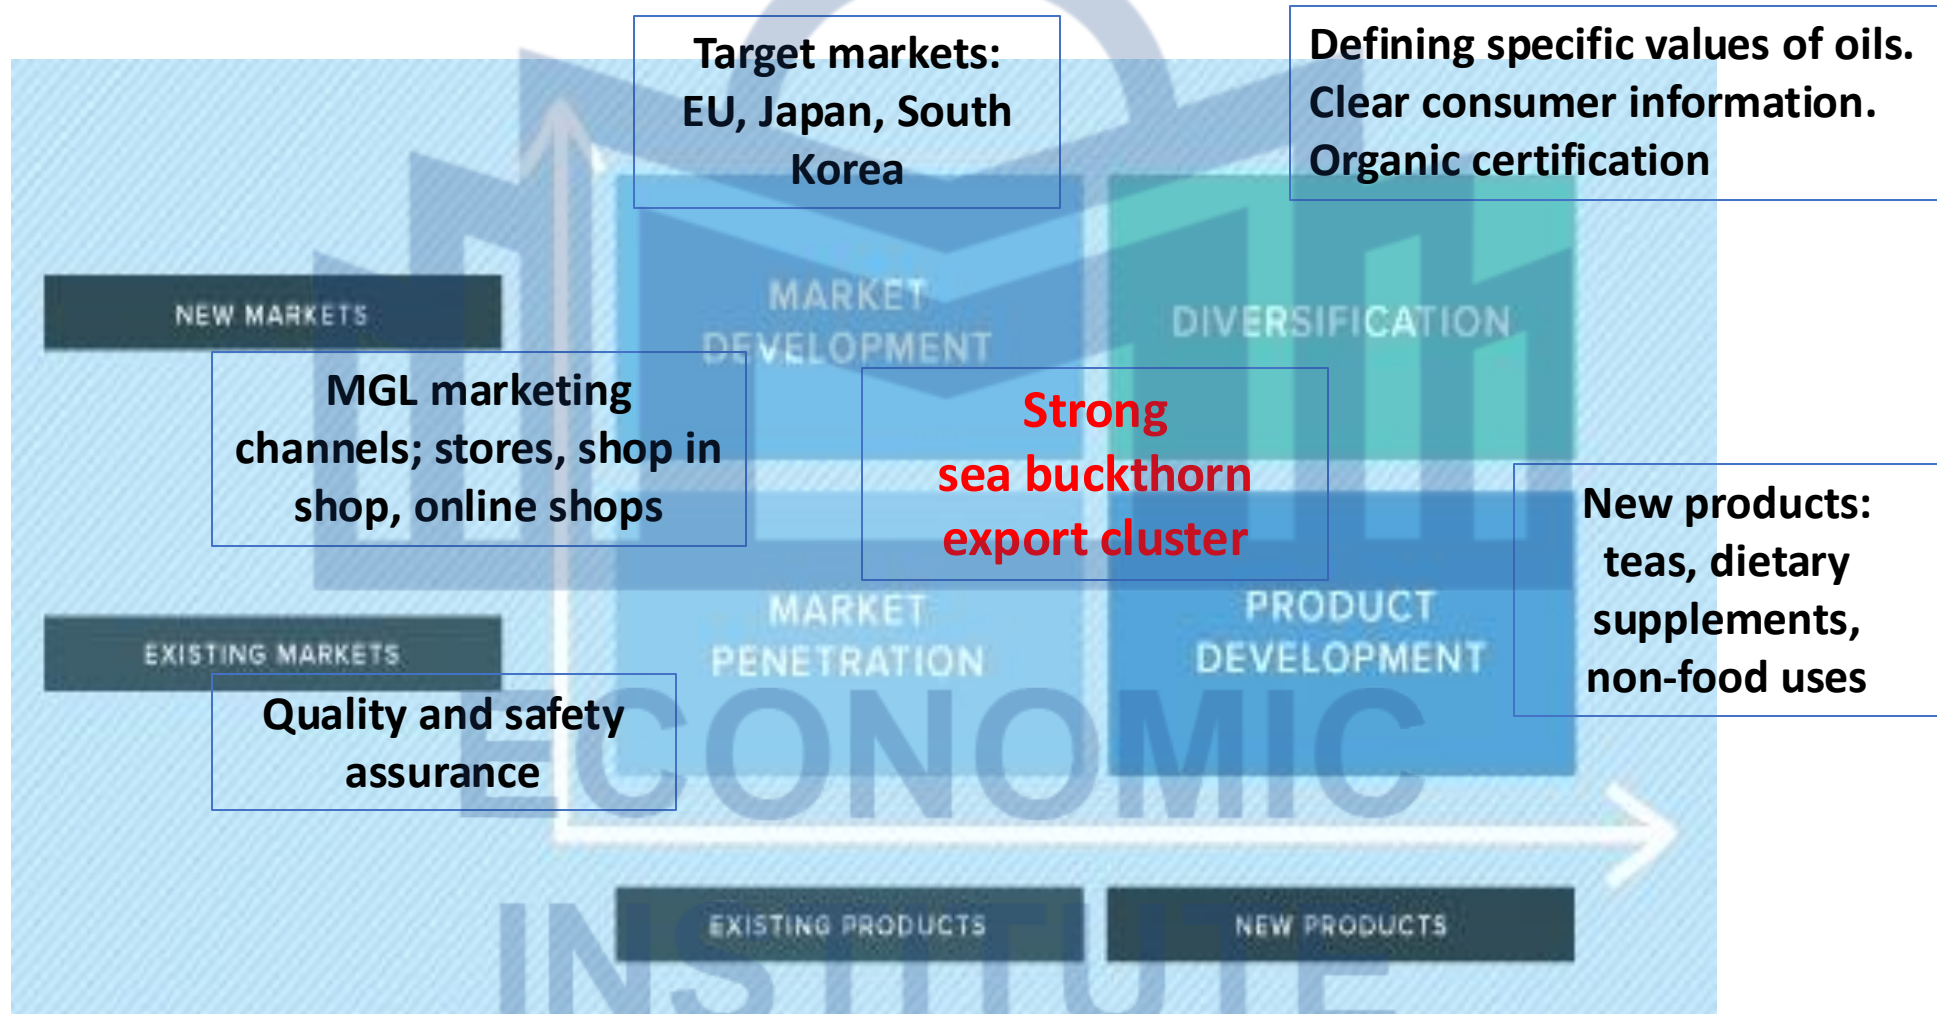 Target markets:
EU, Japan, South
Korea
Defining specific values of oils.
Clear consumer information.
Organic certification
NEW MARKETS
MARKET
DEVELOPMENT
DIVERSIFICATION
MGL marketing
channels; stores, shop in
shop, online shops
Strong
sea buckthorn
export cluster
New products:
teas, dietary
supplements,
non-food uses
EXISTING MARKETS
MARKET
PENETRATION
PRODUCT
DEVELOPMENT
Quality and safety
assurance
ECONOMIC
INSTITUTE
EXISTING PRODUCTS
NEW PRODUCTS